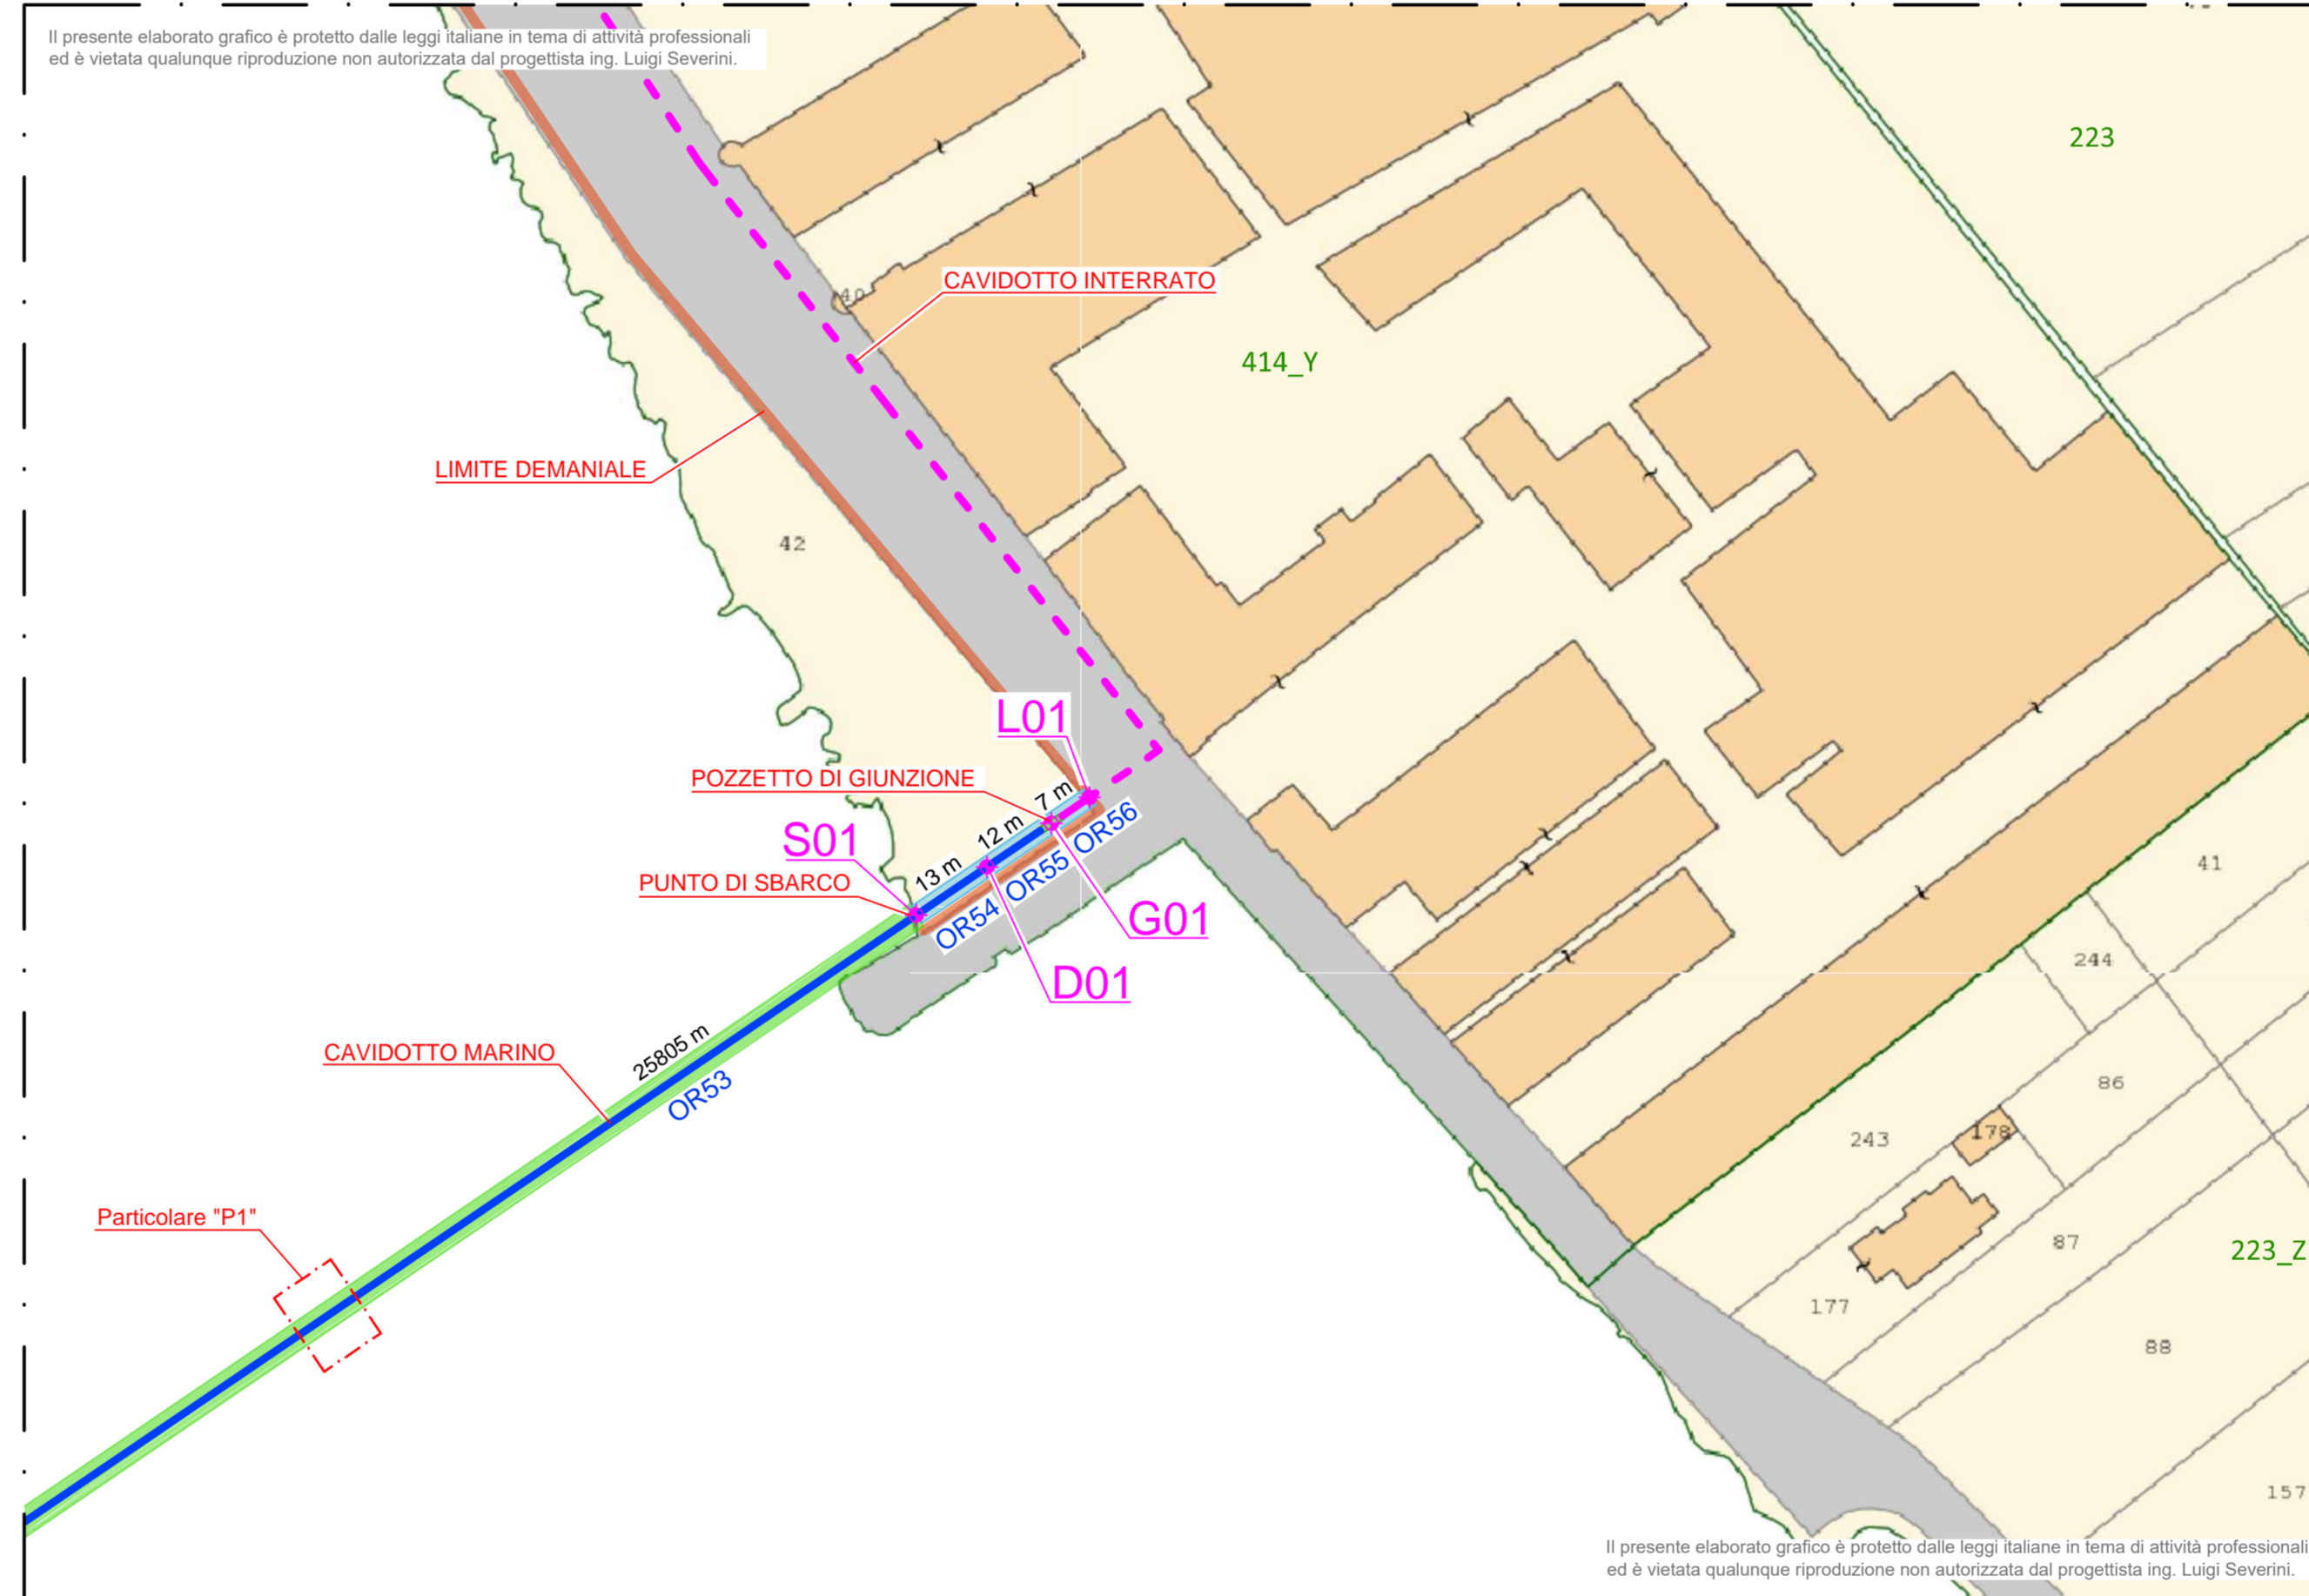 Il presente elaborato grafico è protetto dalle leggi italiane in tema di attività professionali
ed è vietata qualunque riproduzione non autorizzata dal progettista ing. Luigi Severini.
223
CAVIDOTTO INTERRATO
40
414_Y
LIMITE DEMANIALE
42
L01
POZZETTO DI GIUNZIONE
7 m
12 m
OR56
S01
13 m
OR55
PUNTO DI SBARCO
OR54
G01
41
D01
244
25805 m
CAVIDOTTO MARINO
OR53
86
243
178
Particolare "P1"
87
223_Z
177
88
157
Il presente elaborato grafico è protetto dalle leggi italiane in tema di attività professionali
ed è vietata qualunque riproduzione non autorizzata dal progettista ing. Luigi Severini.